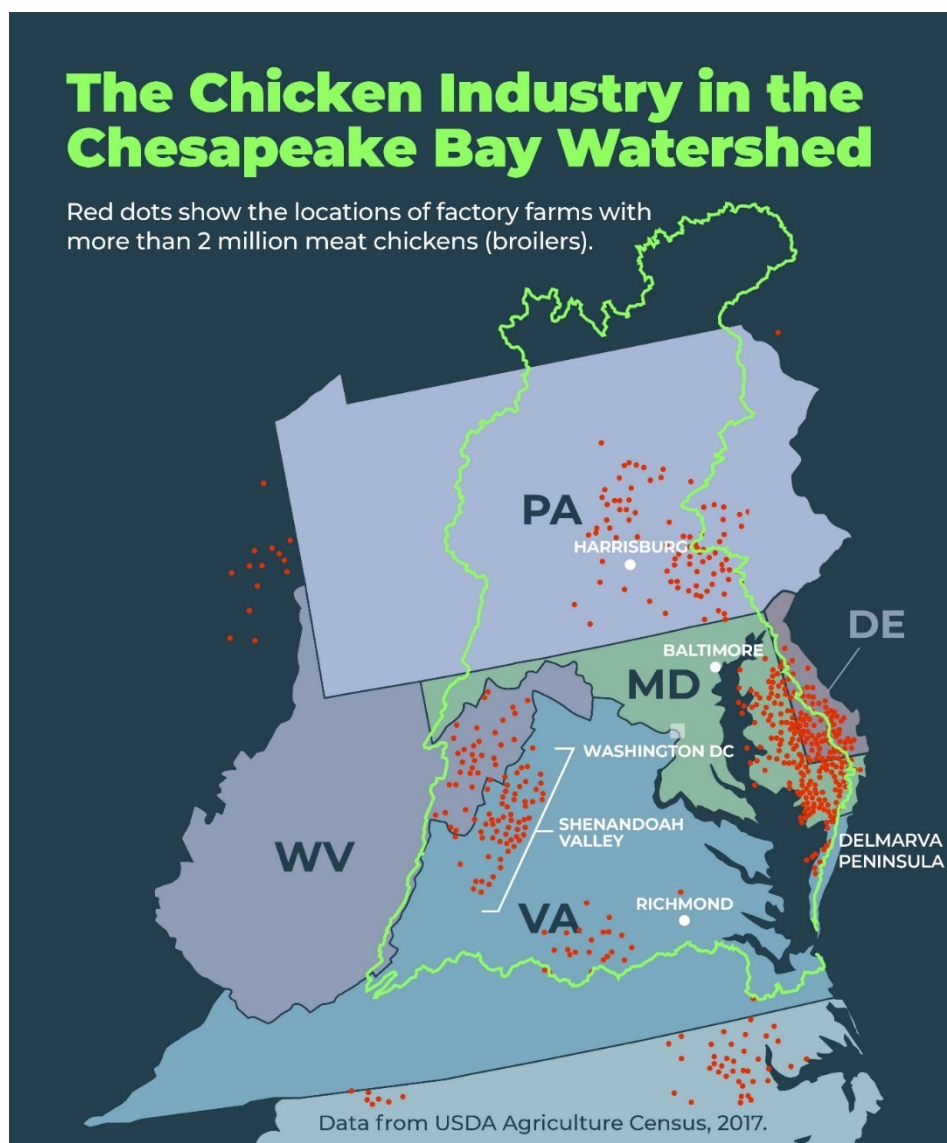 The Chicken Industry in the
Chesapeake Bay Watershed
Red dots show the locations of factory farms with
more than 2 million meat chickens (broilers).
PA
HARRISBURG
DE
BALTIMORE
MD
WASHINGTON DC
SHENANDOAH
VALLEY
DELMARVA
PENINSULA
WV
VA
RICHMOND
Data from USDA Agriculture Census, 2017.